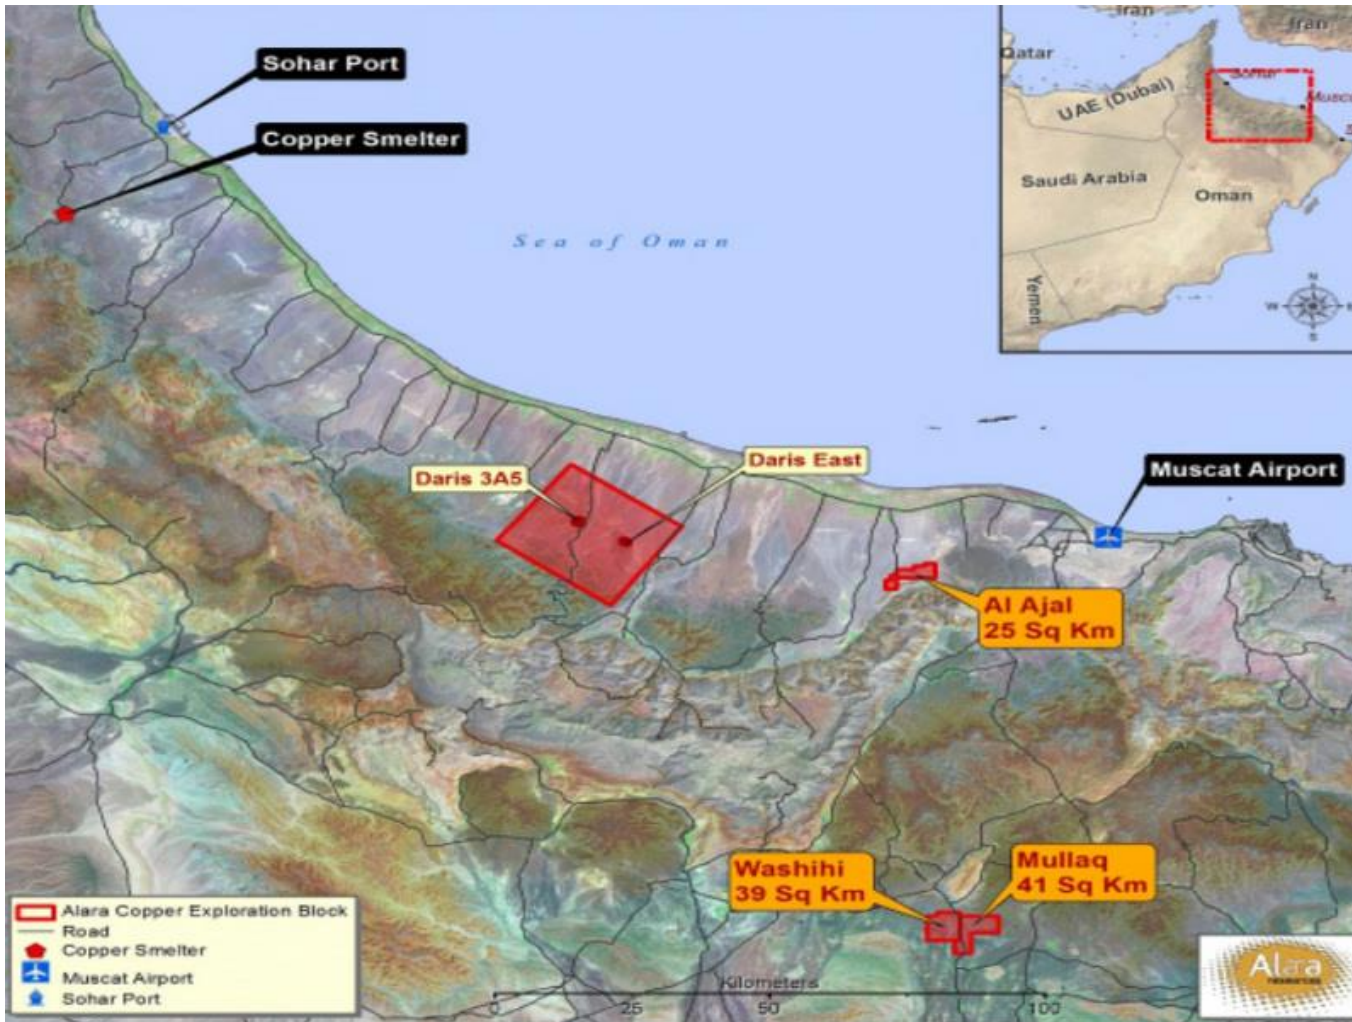 Sohar Port
Copper Smelter
Sea of Oman
Daris 3A5
Daris East
Muscat Airport
Al Ajal
25 Sq Km
Washihi
39 Sq Km
Mullaq
41 Sq Km
Iran
Iran
Qatar
UAE (Dubai)
Sohar
Saudi Arabia
Oman
Yemen
N
W
S
Alara Copper Exploration Block
Road
Copper Smelter
Muscat Airport
Sohar Port
Kilometers
0
25
50
100
Alara